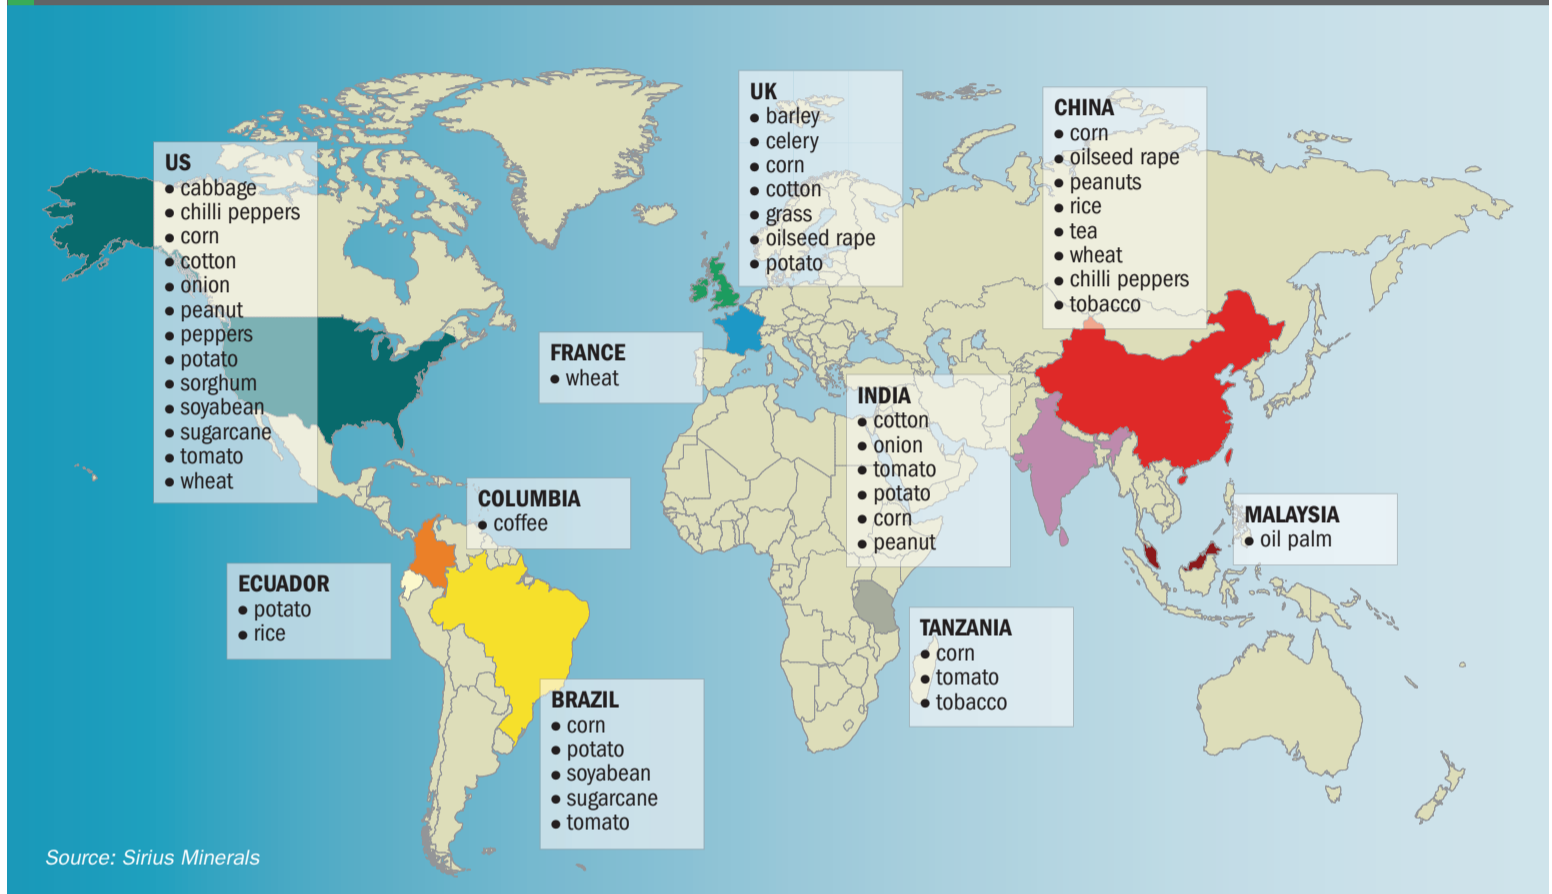 US
• cabbage
• chilli peppers
• corn
• cotton
• onion
• peanut
• peppers
• potato
• sorghum
• soyabean
• sugarcane
• tomato
• wheat
UK
• barley
• celery
• corn
• cotton
• grass
• oilseed rape
• potato
CHINA
• corn
• oilseed rape
• peanuts
• rice
• tea
• wheat
• chilli peppers
• tobacco
FRANCE
• wheat
INDIA
• cotton
• onion
• tomato
• potato
• corn
• peanut
COLUMBIA
• coffee
MALAYSIA
• oil palm
ECUADOR
• potato
• rice
TANZANIA
• corn
• tomato
• tobacco
BRAZIL
• corn
• potato
• soyabean
• sugarcane
• tomato
Source: Sirius Minerals